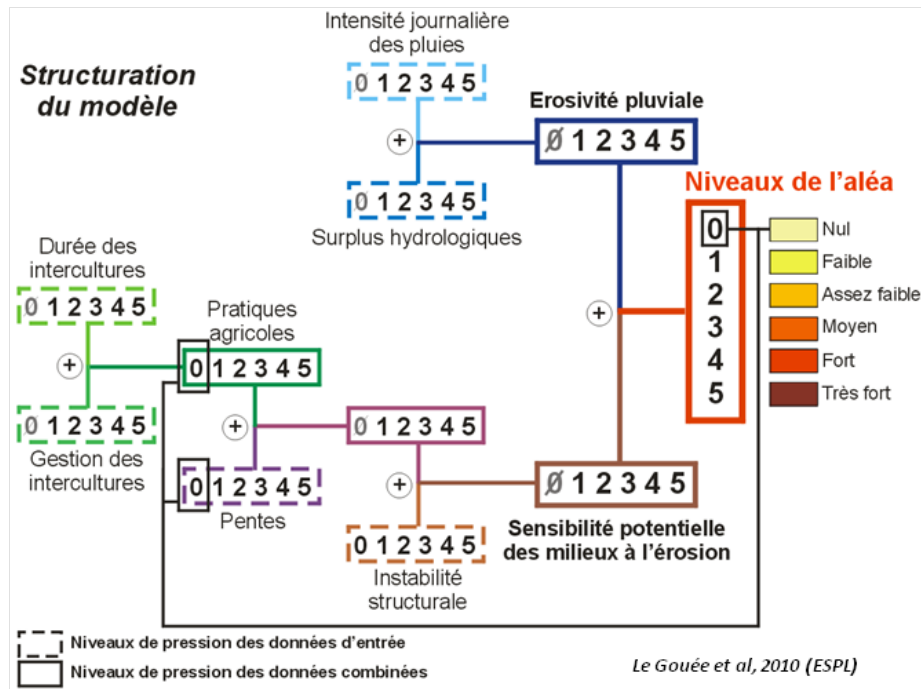 Structuration
du modèle
Intensité journalière
des pluies
0 1 2 3 4 5
+
0 1 2 3 4 5
Surplus hydrologiques
Erosivité pluviale
Ø 1 2 3 4 5
Niveaux de l'aléa
0
1
2
3
4
5
Nul
Faible
Assez faible
Moyen
Fort
Très fort
+
Durée des
intercultures
0 1 2 3 4 5
+
0 1 2 3 4 5
Gestion des
intercultures
Pratiques
agricoles
0 1 2 3 4 5
+
0 1 2 3 4 5
Pentes
0 1 2 3 4 5
+
0 1 2 3 4 5
Instabilité
structurale
Ø 1 2 3 4 5
Sensibilité potentielle
des milieux à l'érosion
Niveaux de pression des données d'entrée
Niveaux de pression des données combinées
Le Gouée et al, 2010 (ESPL)